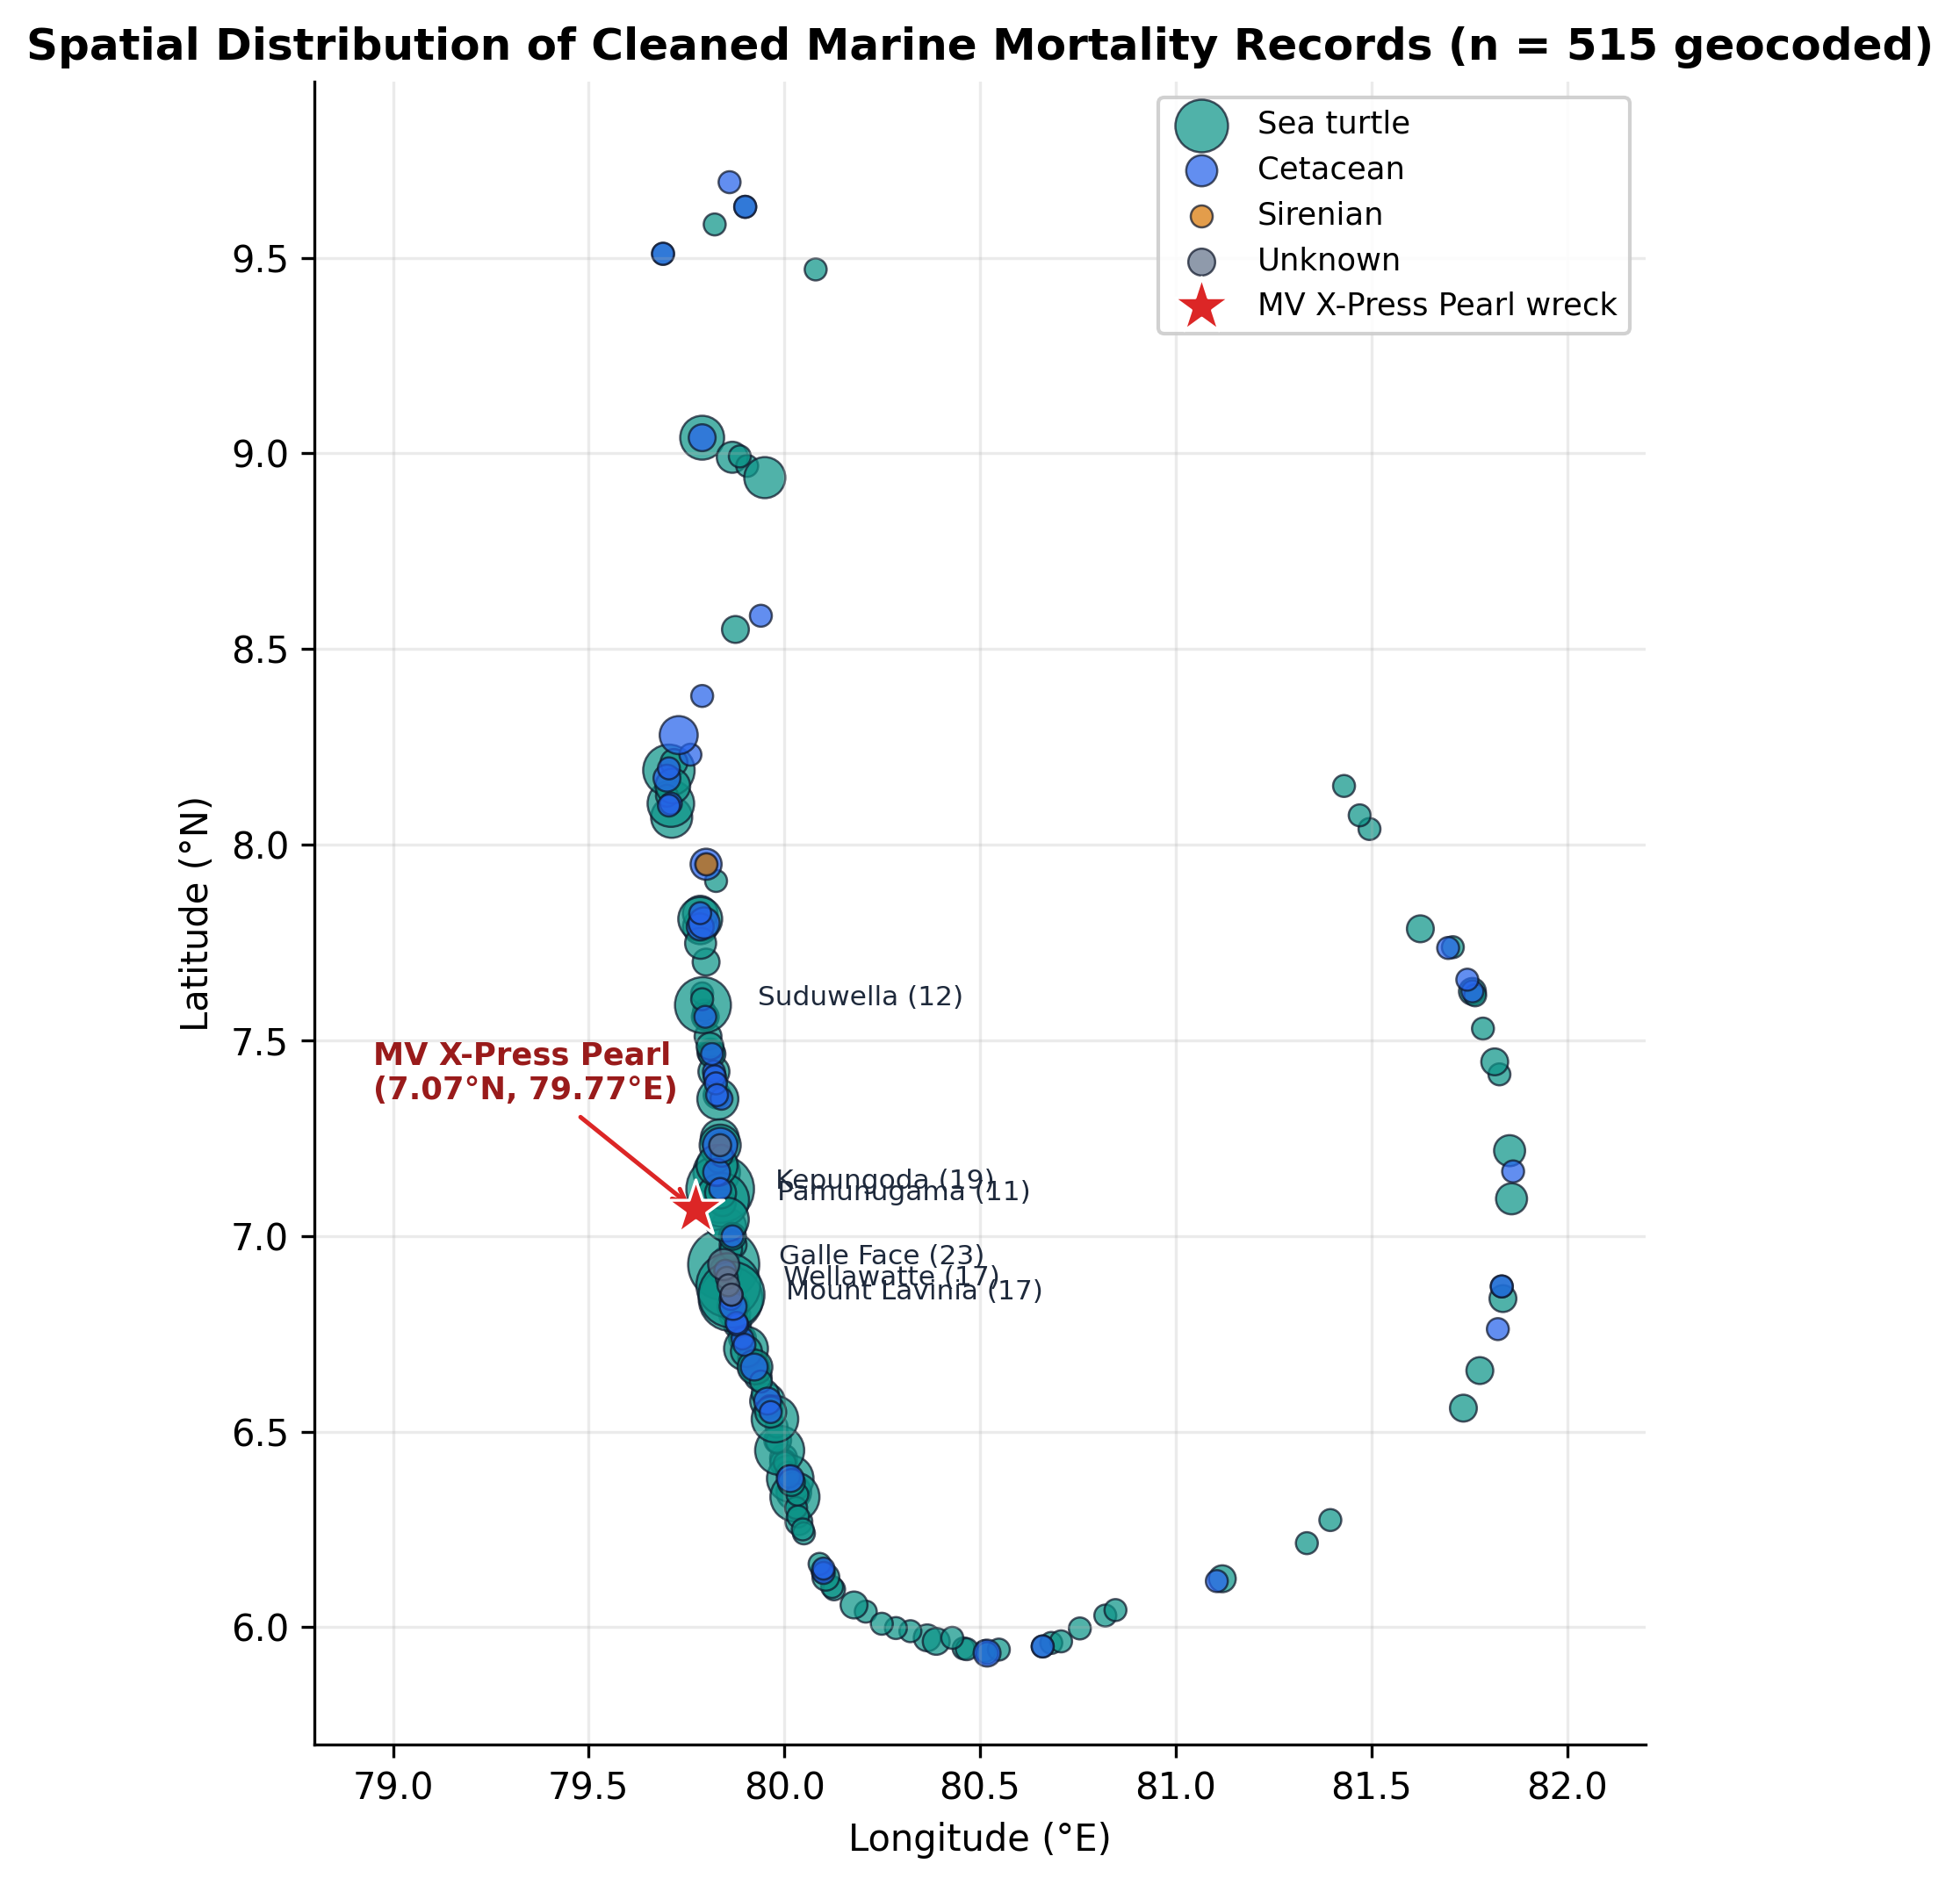 Spatial Distribution of Cleaned Marine Mortality Records (n = 515 geocoded)
Sea turtle
Cetacean
Sirenian
Unknown
MV X-Press Pearl wreck
9.5
9.0
8.5
8.0
7.5
7.0
6.5
6.0
Latitude (°N)
Suduwella (12)
MV X-Press Pearl
(7.07°N, 79.77°E)
Kepungoda (19)
Pamunugama (11)
Galle Face (23)
Wellawatte (17)
Mount Lavinia (17)
79.0
79.5
80.0
80.5
81.0
81.5
82.0
Longitude (°E)